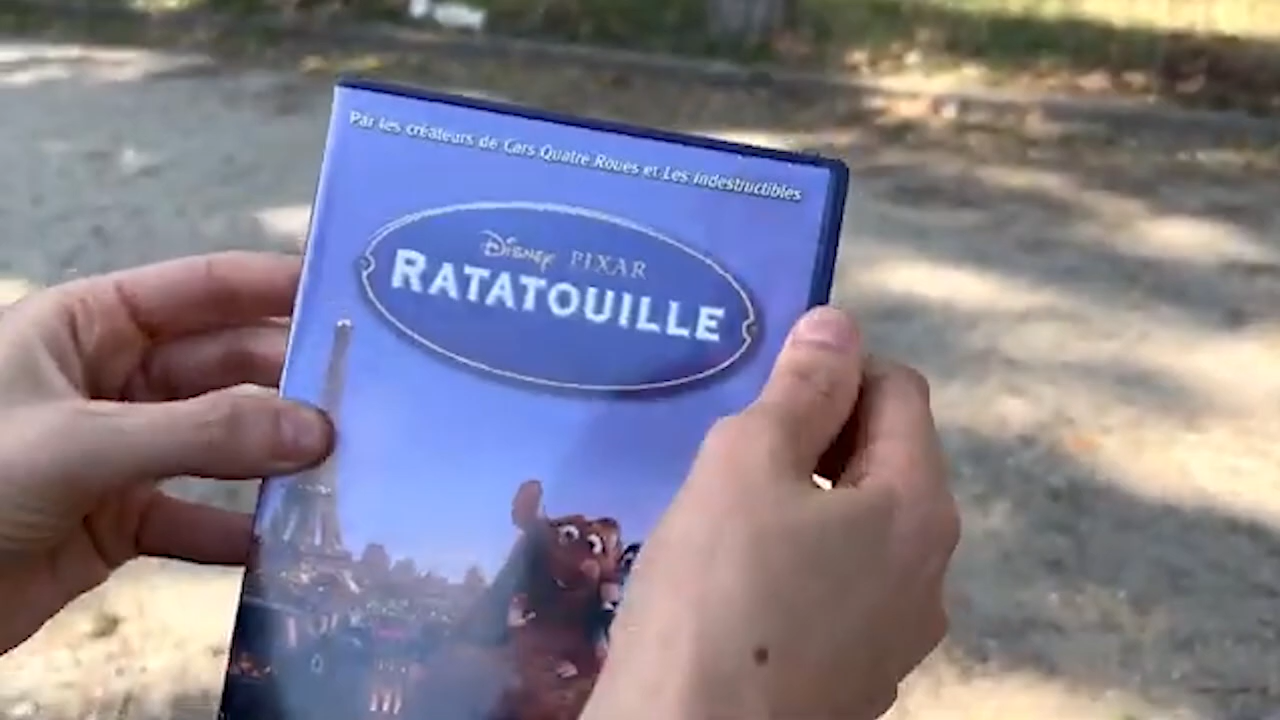 Par les créateurs de Cars Quatre Roues et Les Indestructibles
Disney PIXAR
RATATOUILLE